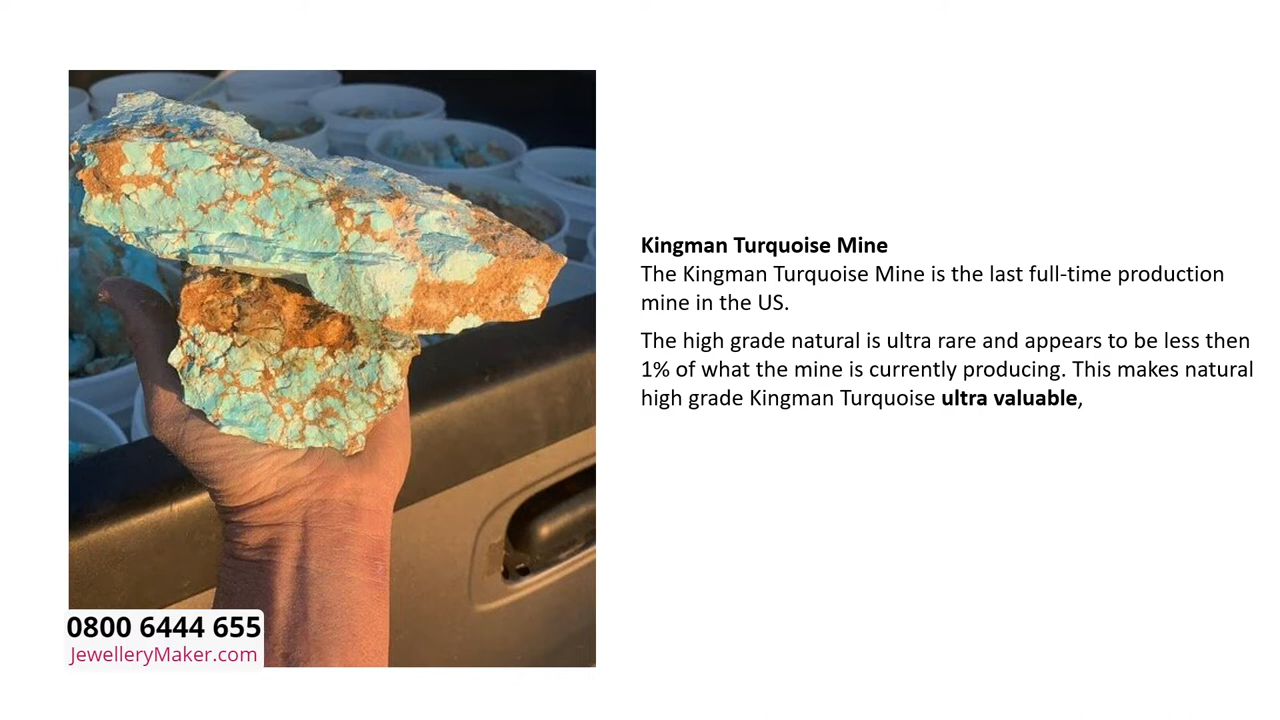 Kingman Turquoise Mine
The Kingman Turquoise Mine is the last full-time production
mine in the US.
The high grade natural is ultra rare and appears to be less then
1% of what the mine is currently producing. This makes natural
high grade Kingman Turquoise ultra valuable,
0800 6444 655
JewelleryMaker.com